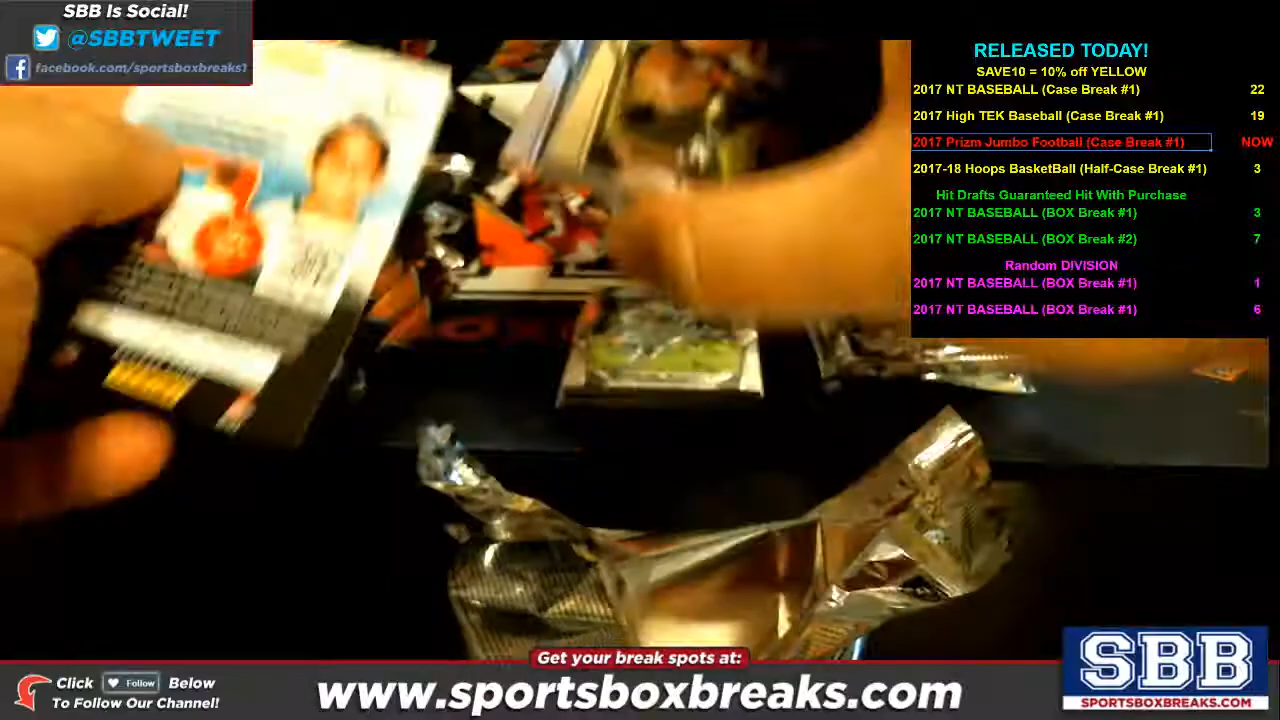 SBB Is Social!
@SBBTWEET
facebook.com/sportsboxbreaks1
RELEASED TODAY!
SAVE10 = 10% off YELLOW
2017 NT BASEBALL (Case Break #1) 22
2017 High TEK Baseball (Case Break #1) 19
2017 Prizm Jumbo Football (Case Break #1) NOW
2017-18 Hoops BasketBall (Half-Case Break #1) 3
Hit Drafts Guaranteed Hit With Purchase
2017 NT BASEBALL (BOX Break #1) 3
2017 NT BASEBALL (BOX Break #2) 7
Random DIVISION
2017 NT BASEBALL (BOX Break #1) 1
2017 NT BASEBALL (BOX Break #1) 6
Get your break spots at:
Click Follow Below
To Follow Our Channel!
www.sportsboxbreaks.com
SBB
SPORTSBOXBREAKS.COM